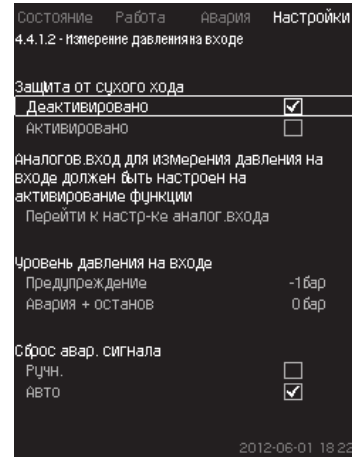 Состояние Работа Авария Настройки
4.4.1.2 - Измерение давления на входе
Защита от сухого хода
Деактивировано
Активировано
Аналогов.вход для измерения давления на
входе должен быть настроен на
активирование функции
Перейти к настр-ке аналог.входа
Уровень давления на входе
Предупреждение -1 бар
Авария + останов 0 бар
Сброс авар. сигнала
Ручн.
Авто
2012-06-01 18:22